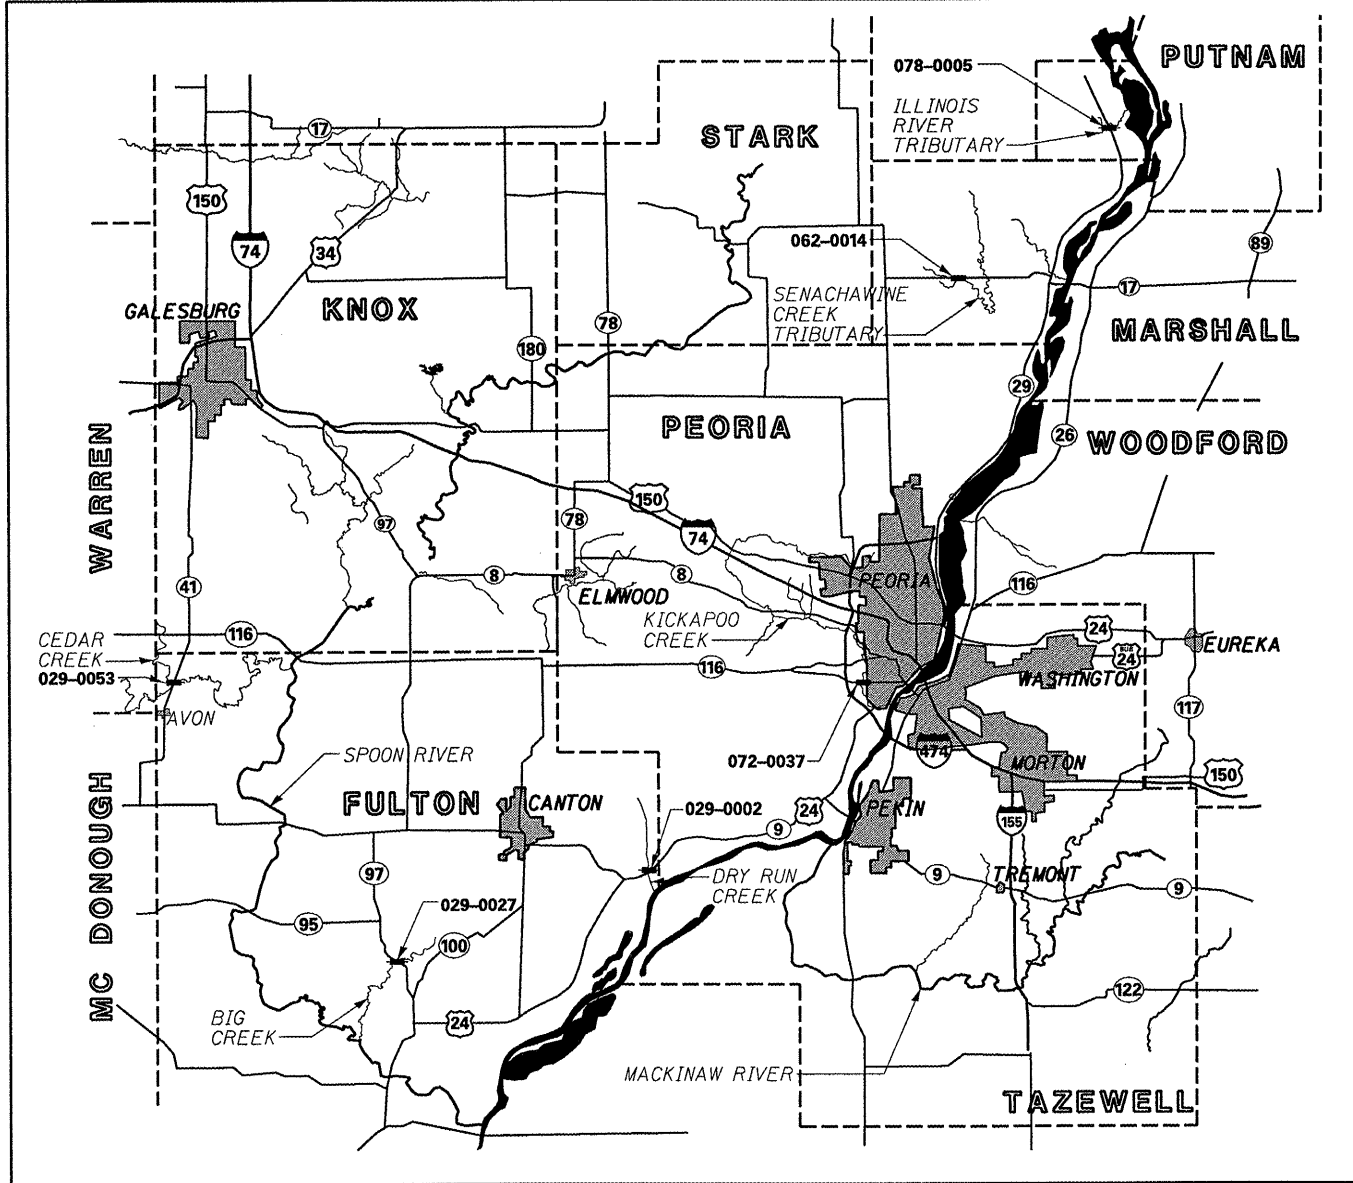 PUTNAM
078-0005
ILLINOIS
RIVER
TRIBUTARY
17
STARK
150
74
34
062-0014
89
GALESBURG
KNOX
SENACHAWINE
CREEK
TRIBUTARY
17
78
180
MARSHALL
29
26
PEORIA
WOODFORD
WARREN
150
78
97
74
41
8
8
PEORIA
116
ELMWOOD
KICKAPOO
CREEK
CEDAR
CREEK
029-0053
116
24
BUS
24
EUREKA
116
WASHINGTON
AVON
117
SPOON RIVER
072-0037
474
MORTON
150
MC DONOUGH
FULTON
CANTON
029-0002
24
PEKIN
9
155
97
DRY RUN
CREEK
9
TREMONT
9
95
029-0027
100
122
BIG
CREEK
24
MACKINAW RIVER
TAZEWELL